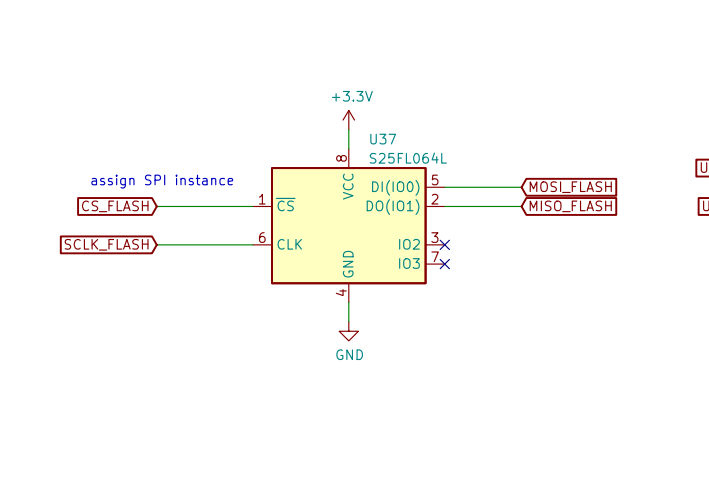 +3.3V
U37
S25FL064L
assign SPI instance
8
VCC
CS_FLASH
1
CS
DI(IO0)
5
MOSI_FLASH
DO(IO1)
2
MISO_FLASH
SCLK_FLASH
6
CLK
IO2
3
IO3
7
GND
4
GND
U
U